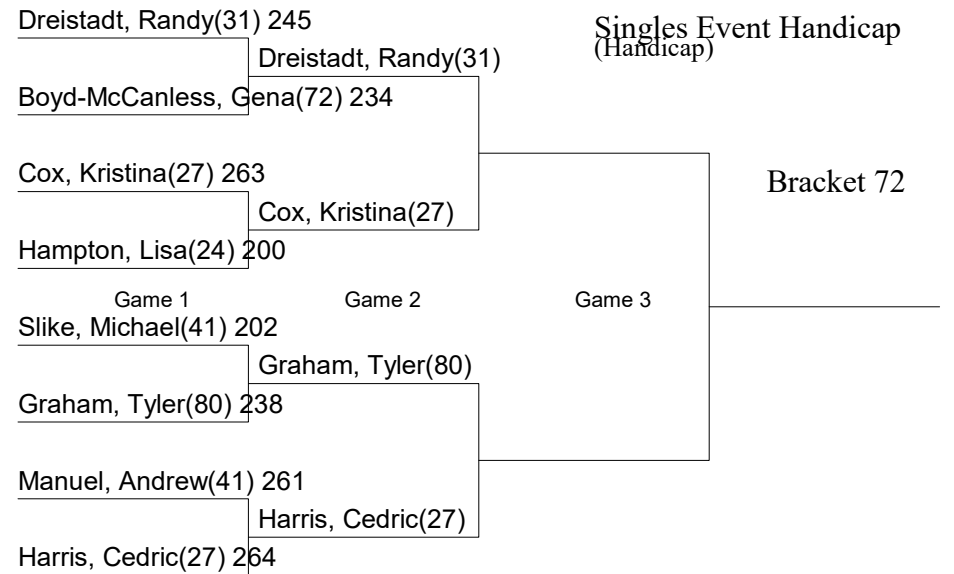 Dreistadt, Randy(31) 245
Singles Event Handicap
(Handicap)
Dreistadt, Randy(31)
Boyd-McCanless, Gena(72) 234
Cox, Kristina(27) 263
Bracket 72
Cox, Kristina(27)
Hampton, Lisa(24) 200
Game 1
Game 2
Game 3
Slike, Michael(41) 202
Graham, Tyler(80)
Graham, Tyler(80) 238
Manuel, Andrew(41) 261
Harris, Cedric(27)
Harris, Cedric(27) 264